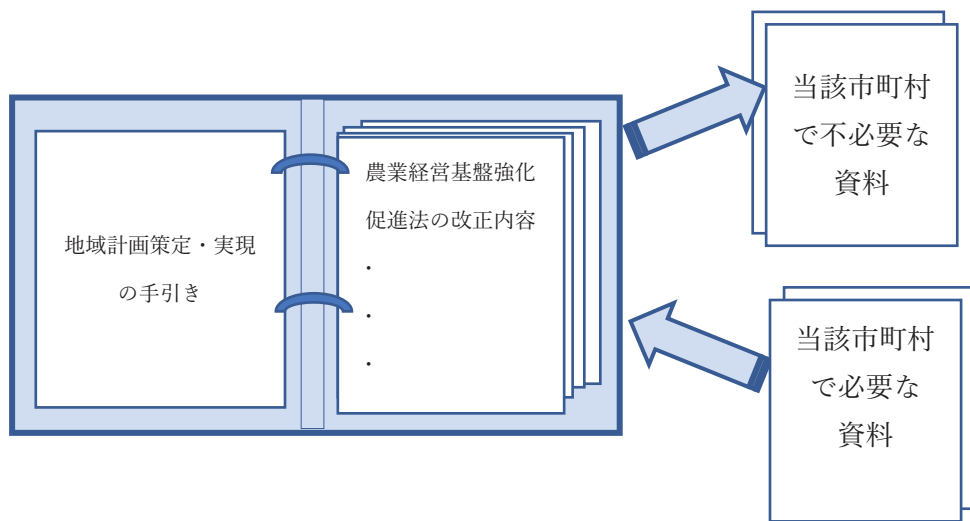 地域計画策定・実現
の手引き
農業経営基盤強化
促進法の改正内容
・
・
・
当該市町村
で不必要な
資料
当該市町村
で必要な
資料